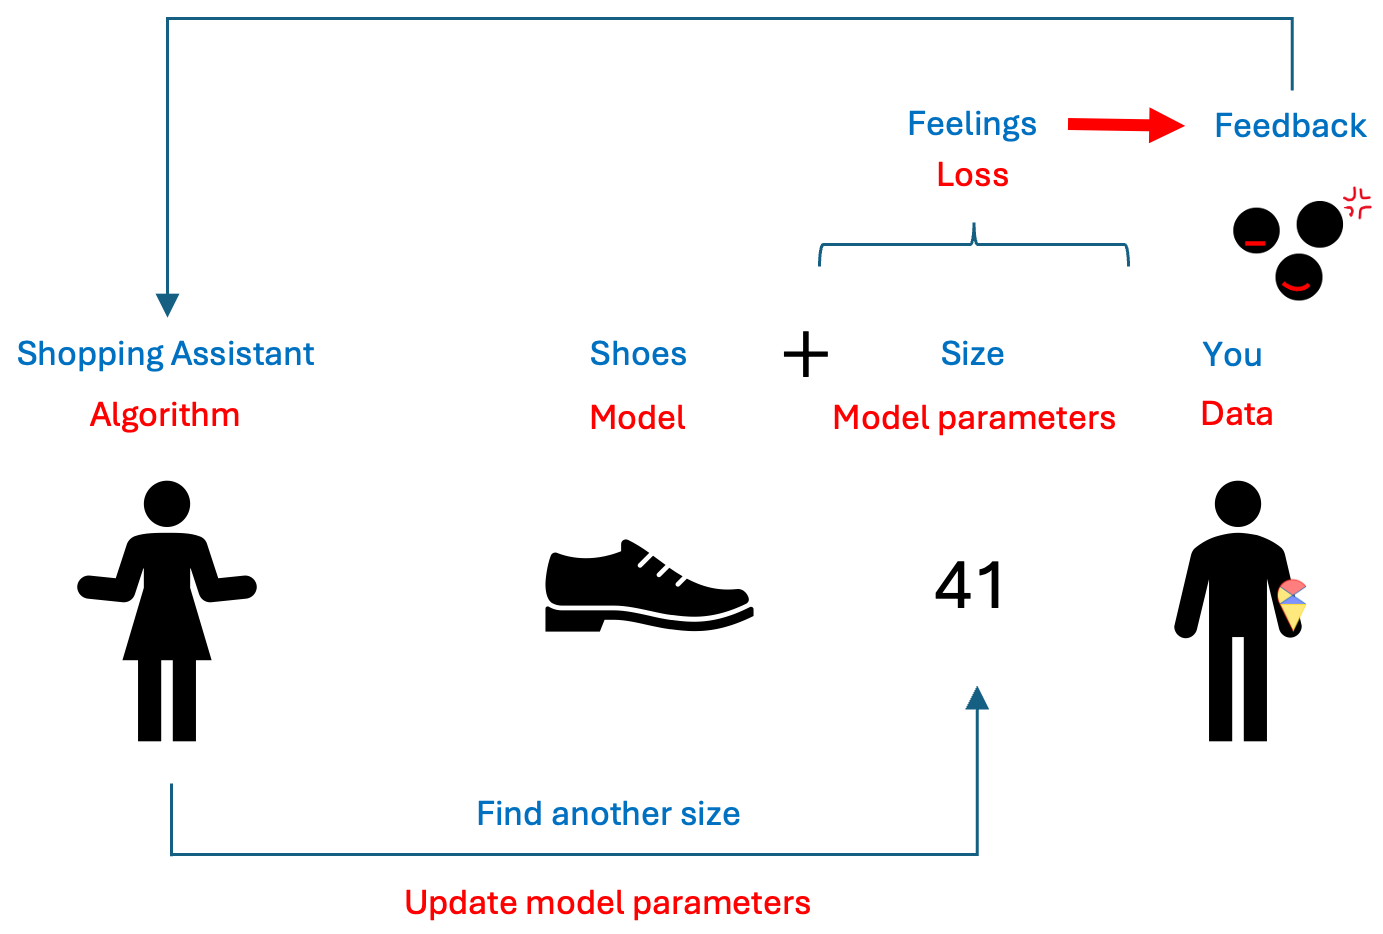 Feelings
Feedback
Loss
Shopping Assistant
Shoes
+
Size
You
Algorithm
Model
Model parameters
Data
41
Find another size
Update model parameters